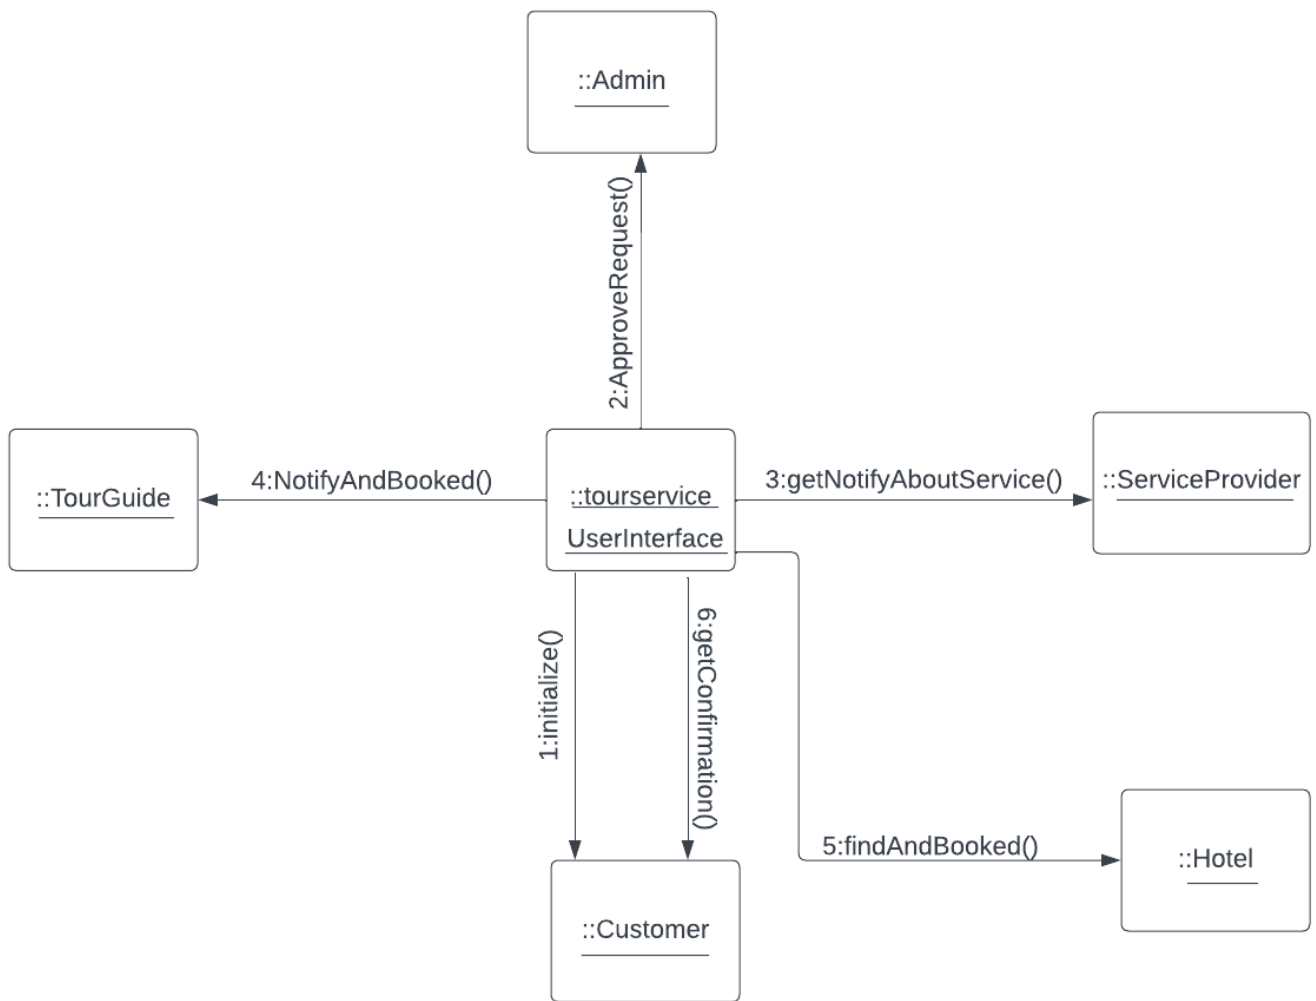 ::Admin
2:ApproveRequest()
::TourGuide
4:NotifyAndBooked()
::tourservice
UserInterface
3:getNotifyAboutService()
::ServiceProvider
1:initialize()
6:getConfirmation()
5:findAndBooked()
::Hotel
::Customer